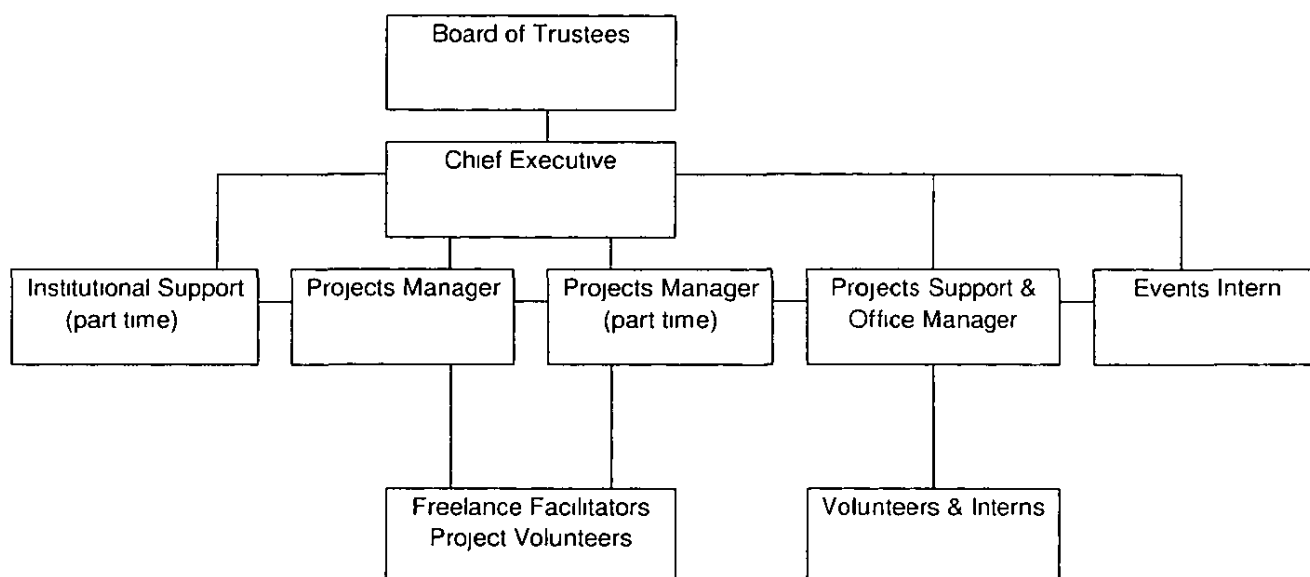 Board of Trustees
Chief Executive
Institutional Support
(part time)
Projects Manager
Projects Manager
(part time)
Projects Support &
Office Manager
Events Intern
Freelance Facilitators
Project Volunteers
Volunteers & Interns